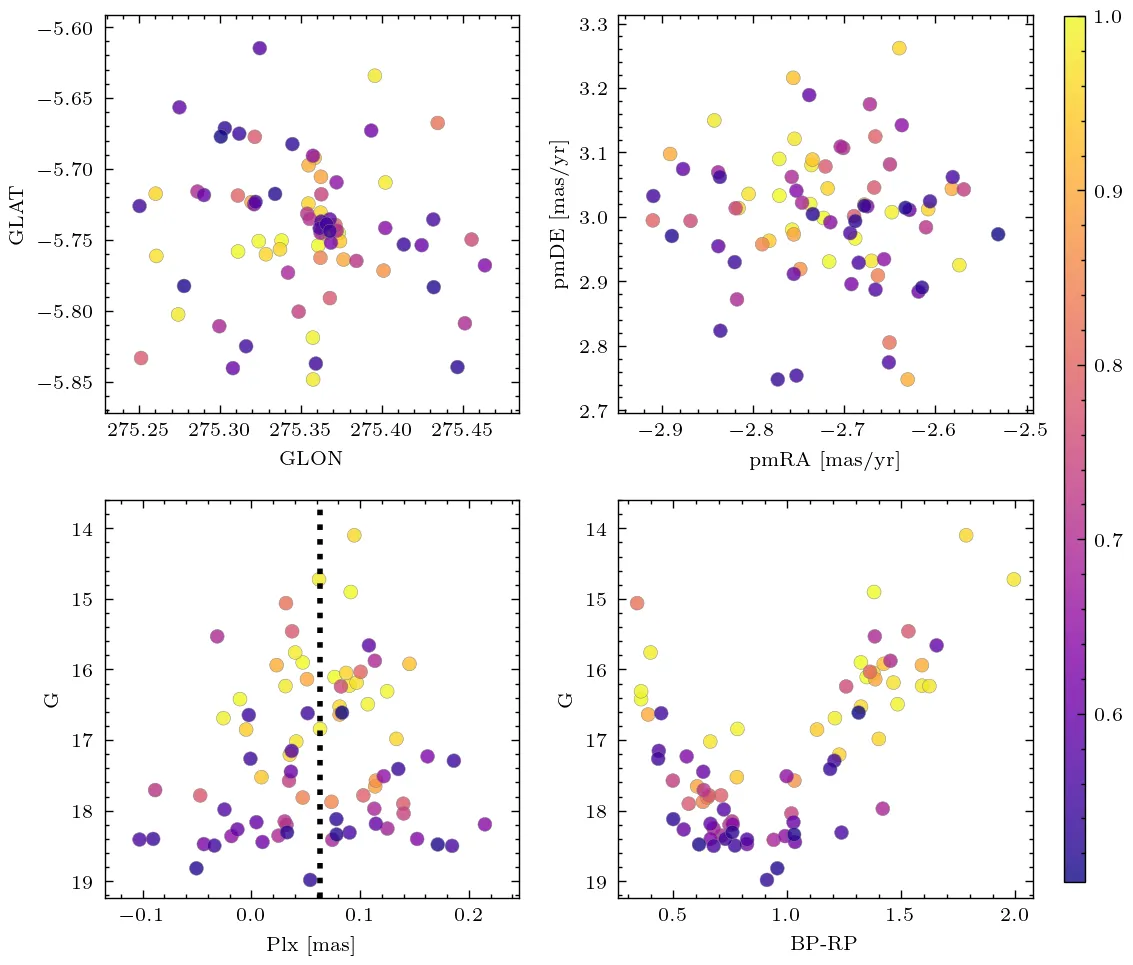 −5.60
−5.65
−5.70
−5.75
−5.80
−5.85
GLAT
275.25 275.30 275.35 275.40 275.45
GLON
3.3
3.2
3.1
3.0
2.9
2.8
2.7
pmDE [mas/yr]
−2.9 −2.8 −2.7 −2.6 −2.5
pmRA [mas/yr]
1.0
0.9
0.8
0.7
0.6
14
15
16
17
18
19
G
−0.1 0.0 0.1 0.2
Plx [mas]
14
15
16
17
18
19
G
0.5 1.0 1.5 2.0
BP-RP